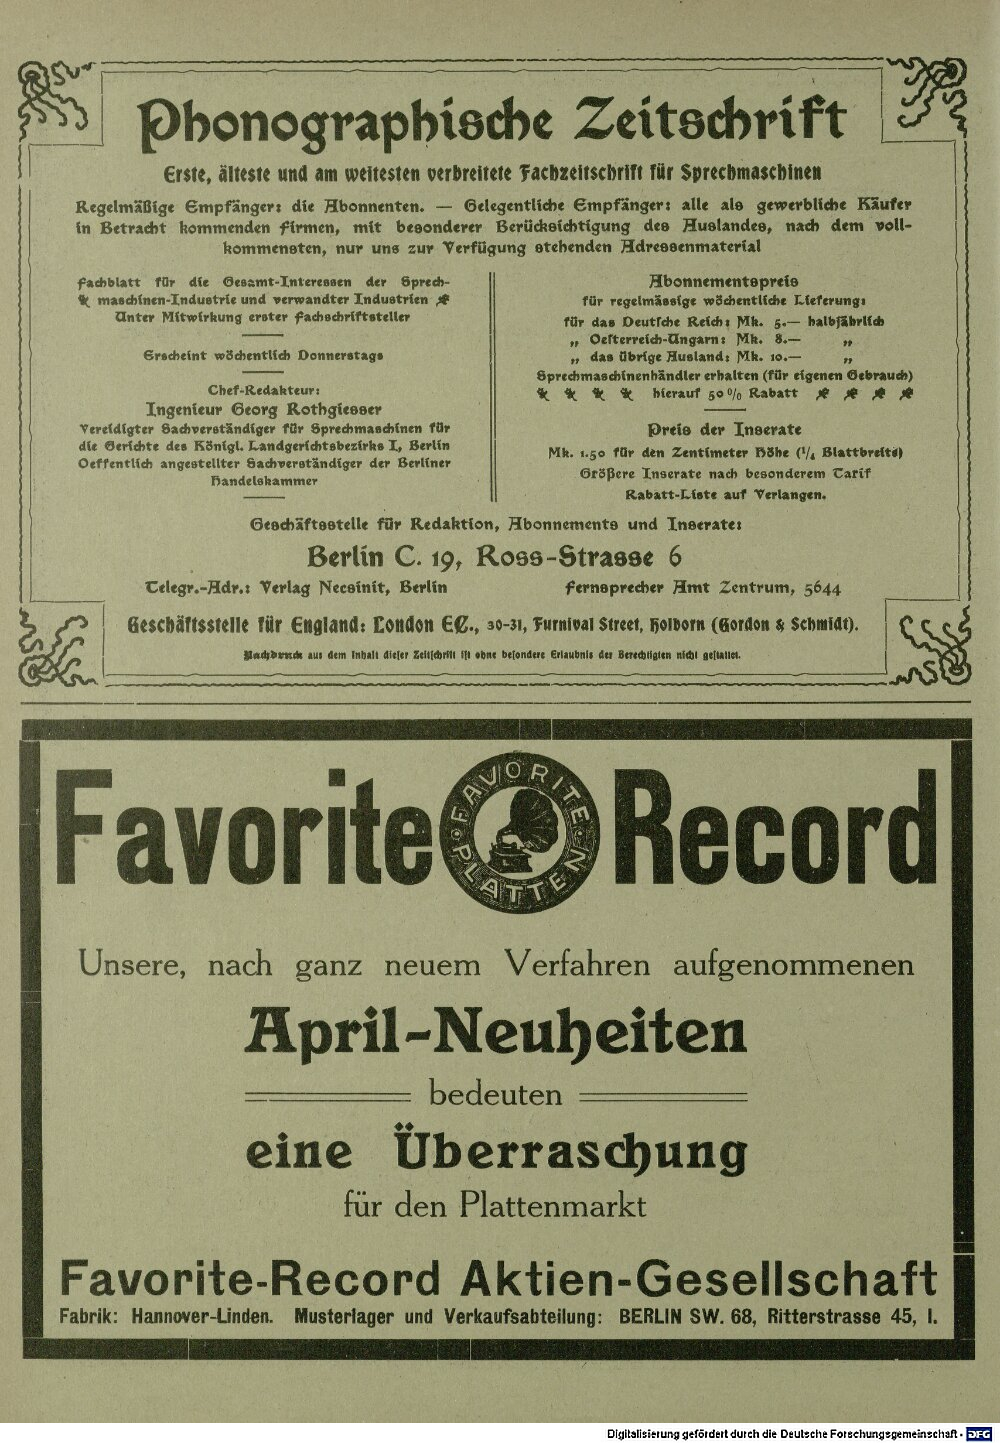 Phonographische Zeitschrift
Erste, älteste und am weitesten verbreitete Fachzeitschrift für Sprechmaschinen
Regelmäßige Empfänger: die Abonnenten. — Gelegentliche Empfänger: alle als gewerbliche Käufer
in Betracht kommenden Firmen, mit besonderer Berücksichtigung des Auslandes, nach dem voll-
kommensten, nur uns zur Verfügung stehenden Adressenmaterial
Fachblatt für die Gesamt-Interessen der Sprech-
maschinen-Industrie und verwandter Industrien
Unter Mitwirkung erster Fachschriftsteller
Erscheint wöchentlich Donnerstags
Chef-Redakteur:
Ingenieur Georg Rothgiesser
Vereidigter Sachverständiger für Sprechmaschinen für
die Gerichte des Königl. Landgerichtsbezirks I, Berlin
Oeffentlich angestellter Sachverständiger der Berliner
Handelskammer
Abonnementspreis
für regelmässige wöchentliche Lieferung:
für das Deutsche Reich: Mk. 5.— halbjährlich
„ Oesterreich-Ungarn: Mk. 8.— „
„ das übrige Ausland: Mk. 10.— „
Sprechmaschinenhändler erhalten (für eigenen Gebrauch)
hierauf 50% Rabatt
Preis der Inserate
Mk. 1.50 für den Zentimeter Höhe (1/4 Blattbreite)
Größere Inserate nach besonderem Tarif
Rabatt-Liste auf Verlangen.
Geschäftsstelle für Redaktion, Abonnements und Inserate:
Berlin C. 19, Ross-Strasse 6
Telegr.-Adr.: Verlag Necsinit, Berlin Fernsprecher Amt Zentrum, 5644
Geschäftsstelle für England: London EC., 30-31, Furnival Street, Holborn (Gordon & Schmidt).
Nachdruck aus dem Inhalt dieser Zeitschrift ist ohne besondere Erlaubnis der Berechtigten nicht gestattet.
Favorite Record
FAVORITE
PLATTEN
Unsere, nach ganz neuem Verfahren aufgenommenen
April-Neuheiten
bedeuten
eine Überraschung
für den Plattenmarkt
Favorite-Record Aktien-Gesellschaft
Fabrik: Hannover-Linden. Musterlager und Verkaufsabteilung: BERLIN SW. 68, Ritterstrasse 45, I.
Digitalisierung gefördert durch die Deutsche Forschungsgemeinschaft - DFG